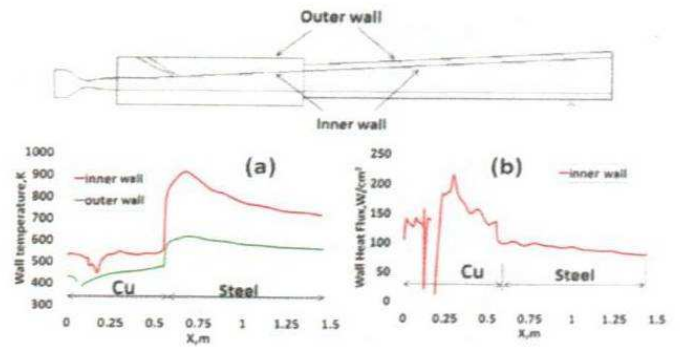 Outer wall
Inner wall
(a)
Wall temperature,K
1000
900
800
700
600
500
400
300
inner wall
outer wall
Cu
Steel
0 0.25 0.5 0.75 1 1.25 1.5
X,m
(b)
Wall Heat Flux,W/cm²
250
200
150
100
50
0
inner wall
Cu
Steel
0 0.25 0.5 0.75 1 1.25 1.5
X,m